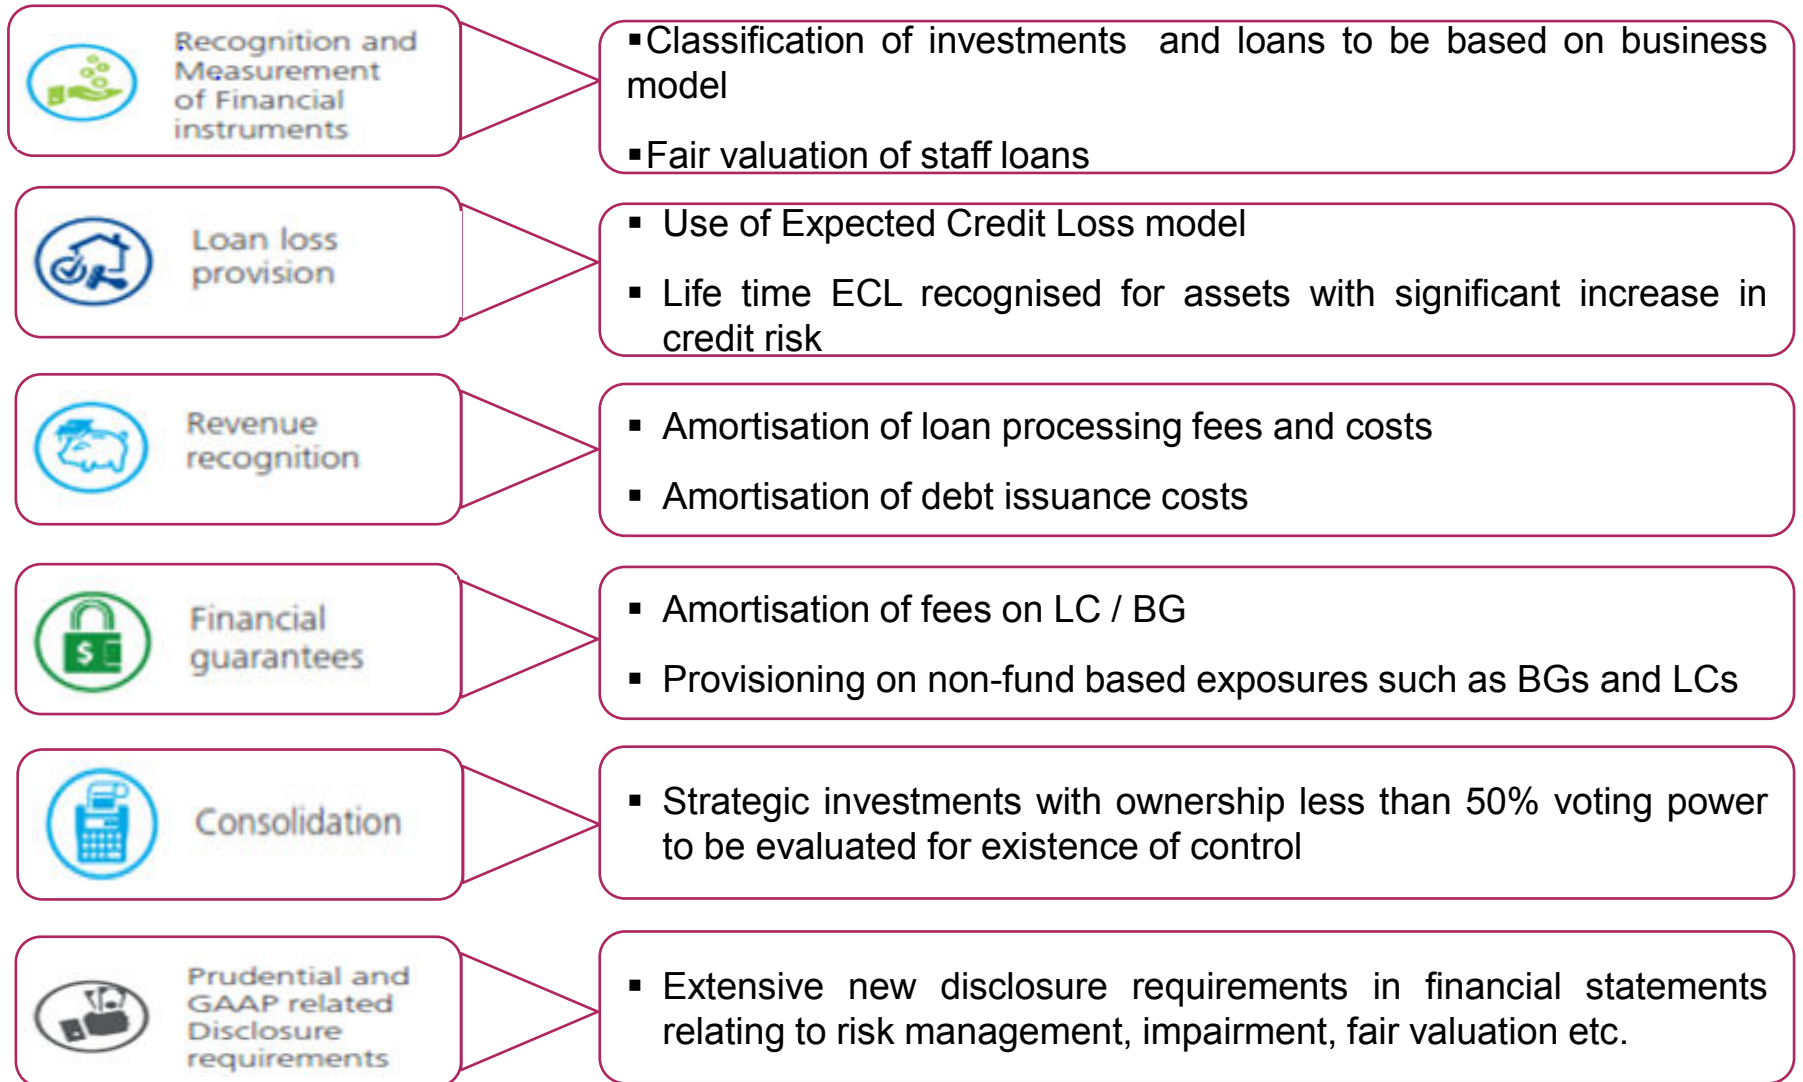 Recognition and
Measurement
of Financial
instruments
▪Classification of investments and loans to be based on business
model
▪Fair valuation of staff loans
Loan loss
provision
▪ Use of Expected Credit Loss model
▪ Life time ECL recognised for assets with significant increase in
credit risk
Revenue
recognition
▪ Amortisation of loan processing fees and costs
▪ Amortisation of debt issuance costs
Financial
guarantees
$
▪ Amortisation of fees on LC / BG
▪ Provisioning on non-fund based exposures such as BGs and LCs
Consolidation
▪ Strategic investments with ownership less than 50% voting power
to be evaluated for existence of control
Prudential and
GAAP related
Disclosure
requirements
▪ Extensive new disclosure requirements in financial statements
relating to risk management, impairment, fair valuation etc.